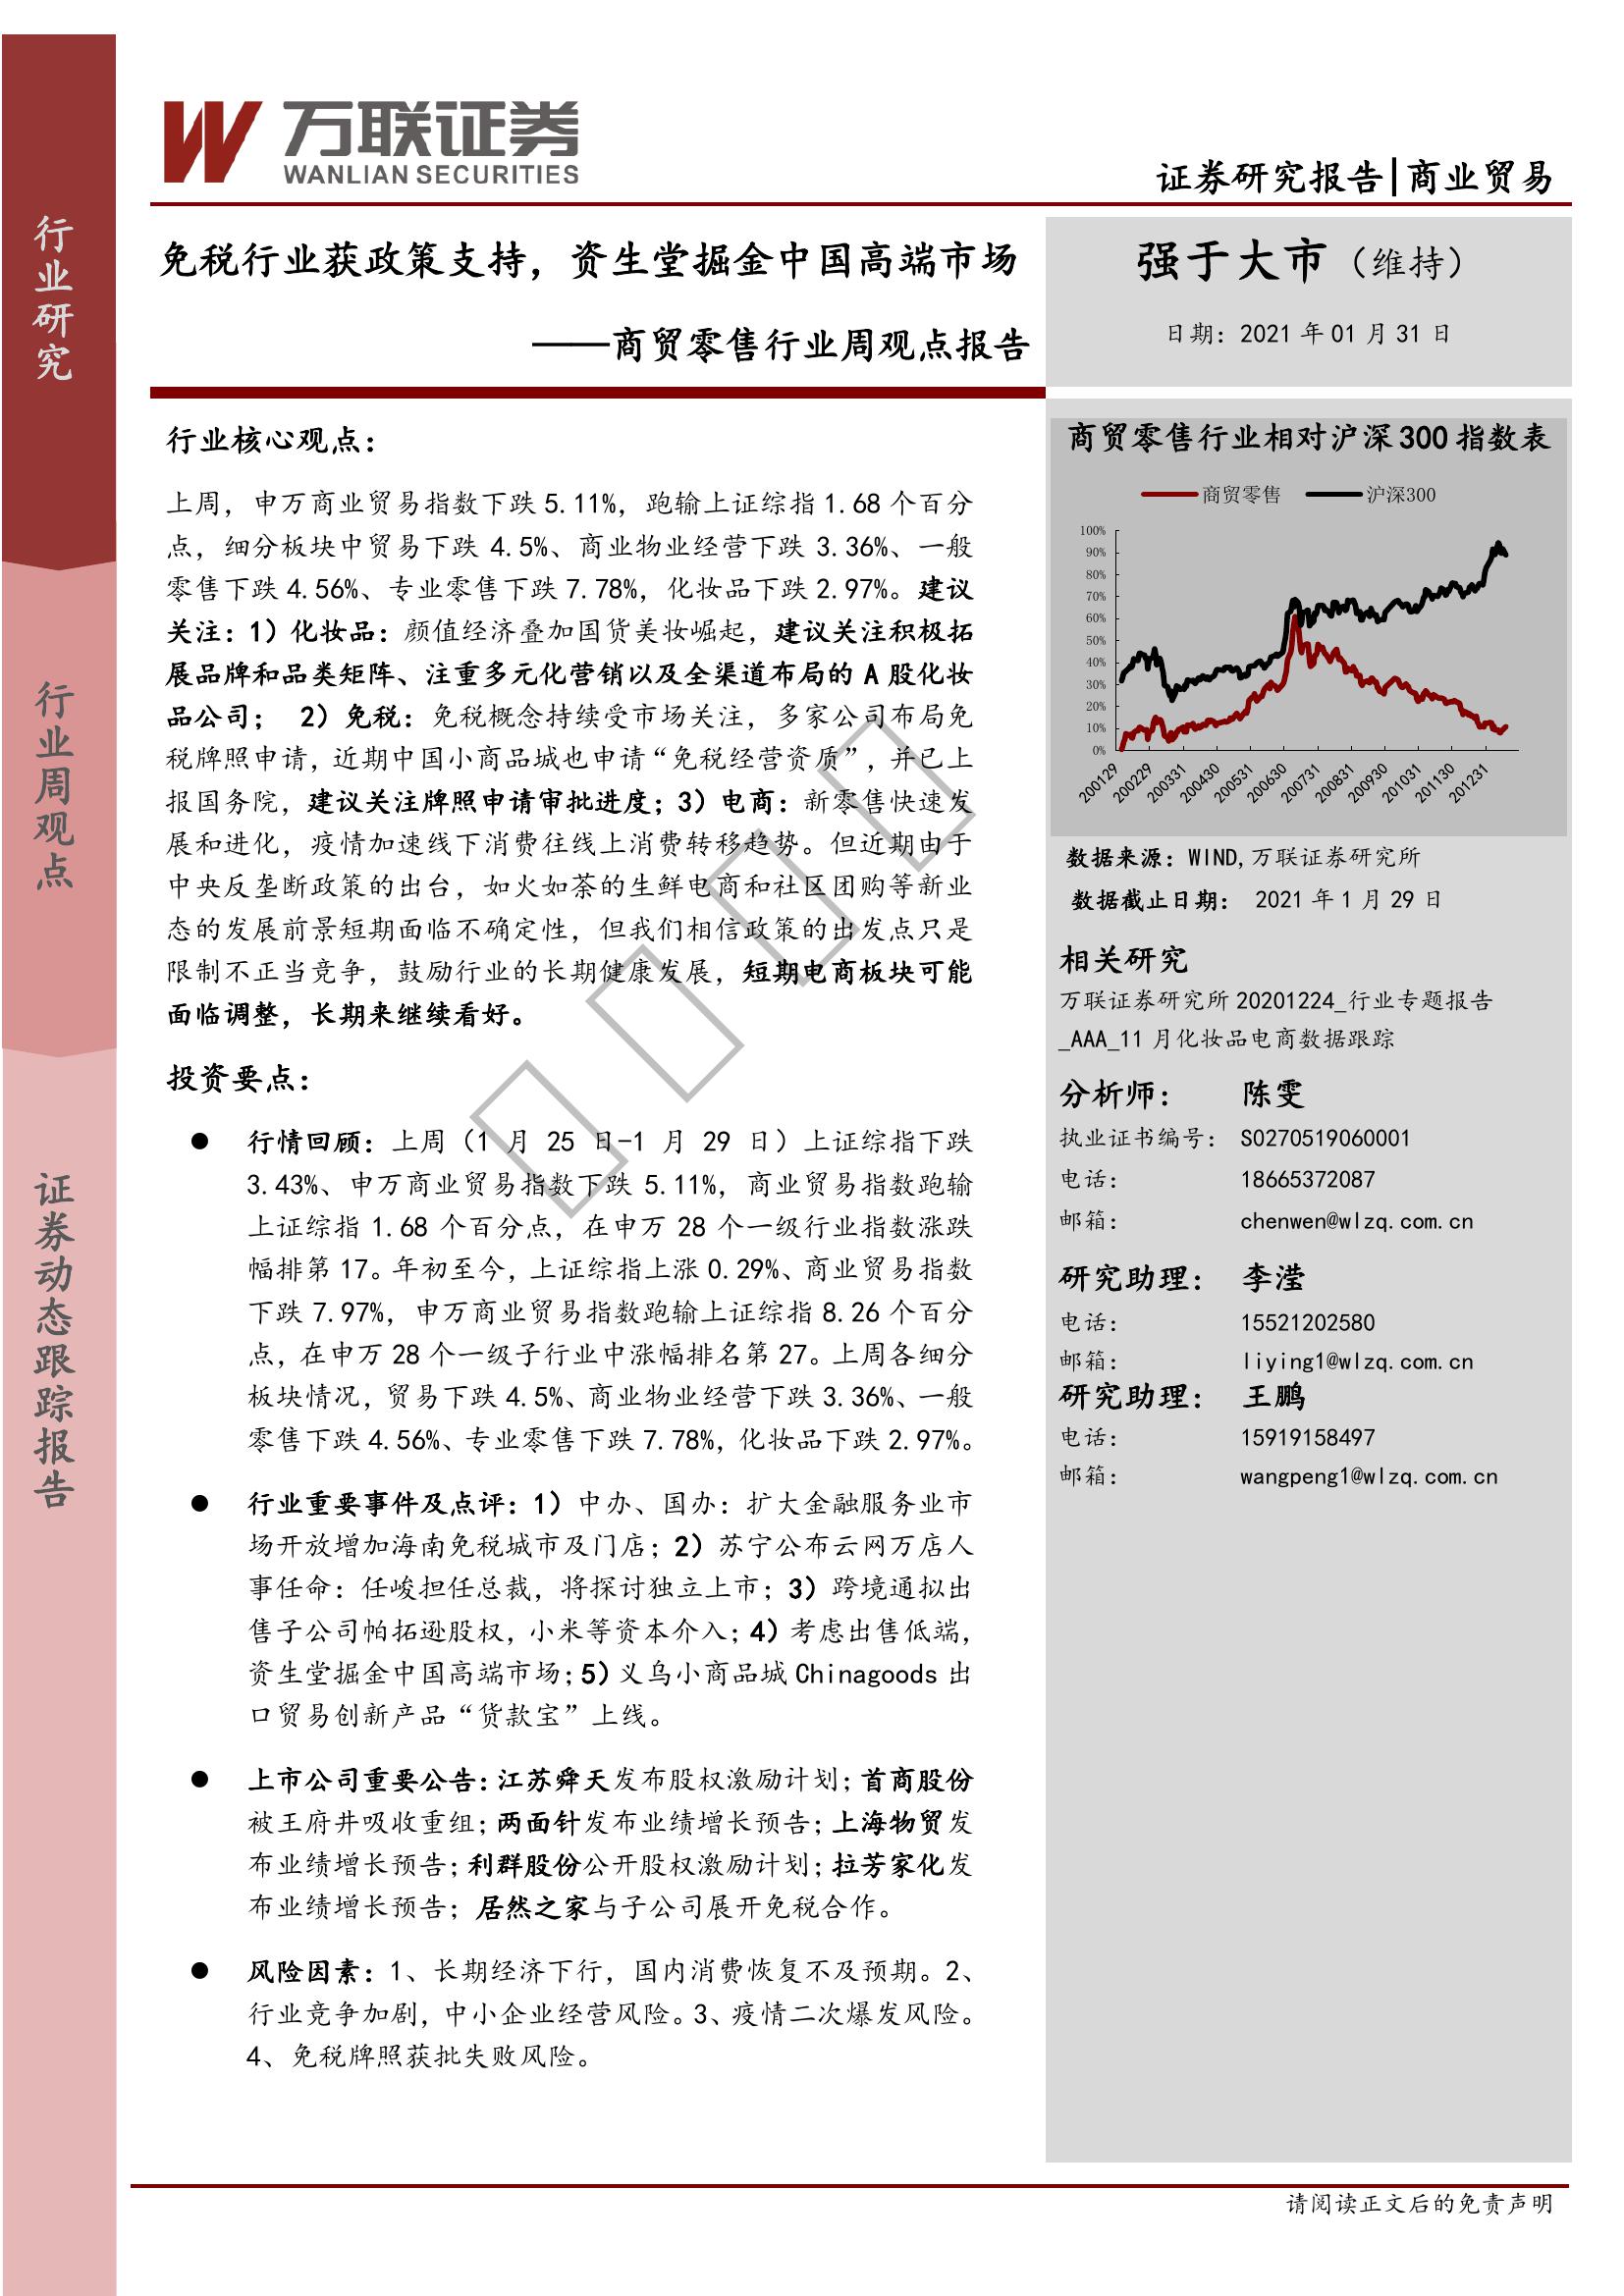 万联证券
WANLIAN SECURITIES
证券研究报告|商业贸易
行业研究
行业周观点
证券动态跟踪报告
免税行业获政策支持，资生堂掘金中国高端市场
——商贸零售行业周观点报告
强于大市（维持）
日期：2021 年 01 月 31 日
行业核心观点：
上周，申万商业贸易指数下跌 5.11%，跑输上证综指 1.68 个百分
点，细分板块中贸易下跌 4.5%、商业物业经营下跌 3.36%、一般
零售下跌 4.56%、专业零售下跌 7.78%，化妆品下跌 2.97%。建议
关注：1）化妆品：颜值经济叠加国货美妆崛起，建议关注积极拓
展品牌和品类矩阵、注重多元化营销以及全渠道布局的 A 股化妆
品公司； 2）免税：免税概念持续受市场关注，多家公司布局免
税牌照申请，近期中国小商品城也申请“免税经营资质”，并已上
报国务院，建议关注牌照申请审批进度；3）电商：新零售快速发
展和进化，疫情加速线下消费往线上消费转移趋势。但近期由于
中央反垄断政策的出台，如火如荼的生鲜电商和社区团购等新业
态的发展前景短期面临不确定性，但我们相信政策的出发点只是
限制不正当竞争，鼓励行业的长期健康发展，短期电商板块可能
面临调整，长期来继续看好。
投资要点：
● 行情回顾：上周（1 月 25 日-1 月 29 日）上证综指下跌
3.43%、申万商业贸易指数下跌 5.11%，商业贸易指数跑输
上证综指 1.68 个百分点，在申万 28 个一级行业指数涨跌
幅排第 17。年初至今，上证综指上涨 0.29%、商业贸易指数
下跌 7.97%，申万商业贸易指数跑输上证综指 8.26 个百分
点，在申万 28 个一级子行业中涨幅排名第 27。上周各细分
板块情况，贸易下跌 4.5%、商业物业经营下跌 3.36%、一般
零售下跌 4.56%、专业零售下跌 7.78%，化妆品下跌 2.97%。
● 行业重要事件及点评：1）中办、国办：扩大金融服务业市
场开放增加海南免税城市及门店；2）苏宁公布云网万店人
事任命：任峻担任总裁，将探讨独立上市；3）跨境通拟出
售子公司帕拓逊股权，小米等资本介入；4）考虑出售低端，
资生堂掘金中国高端市场；5）义乌小商品城 Chinagoods 出
口贸易创新产品“货款宝”上线。
● 上市公司重要公告：江苏舜天发布股权激励计划；首商股份
被王府井吸收重组；两面针发布业绩增长预告；上海物贸发
布业绩增长预告；利群股份公开股权激励计划；拉芳家化发
布业绩增长预告；居然之家与子公司展开免税合作。
● 风险因素：1、长期经济下行，国内消费恢复不及预期。2、
行业竞争加剧，中小企业经营风险。3、疫情二次爆发风险。
4、免税牌照获批失败风险。
商贸零售行业相对沪深 300 指数表
商贸零售 沪深300
100%
90%
80%
70%
60%
50%
40%
30%
20%
10%
0%
200129 200229 200331 200430 200531 200630 200731 200831 200930 201031 201130 201231
数据来源：WIND,万联证券研究所
数据截止日期： 2021 年 1 月 29 日
相关研究
万联证券研究所 20201224_行业专题报告
_AAA_11 月化妆品电商数据跟踪
分析师： 陈雯
执业证书编号： S0270519060001
电话： 18665372087
邮箱： chenwen@wlzq.com.cn
研究助理： 李滢
电话： 15521202580
邮箱： liying1@wlzq.com.cn
研究助理： 王鹏
电话： 15919158497
邮箱： wangpeng1@wlzq.com.cn
请阅读正文后的免责声明